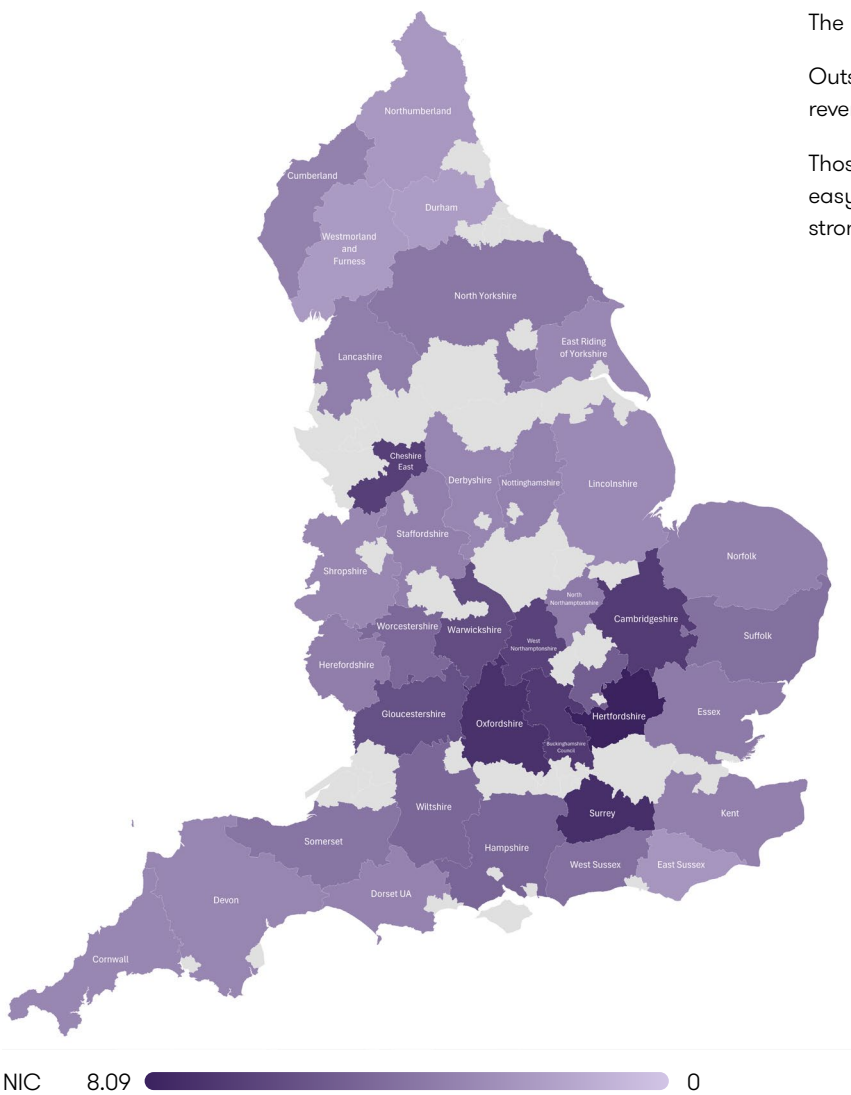 The
Outs
reve
Thos
easy
stron
Northumberland
Cumberland
Durham
Westmorland
and
Furness
North Yorkshire
East Riding
of Yorkshire
Lancashire
Cheshire
East
Derbyshire
Nottinghamshire
Lincolnshire
Staffordshire
Norfolk
Shropshire
North
Northamptonshire
Cambridgeshire
Worcestershire
Warwickshire
Suffolk
West
Northamptonshire
Herefordshire
Gloucestershire
Oxfordshire
Hertfordshire
Essex
Buckinghamshire
Council
Wiltshire
Surrey
Kent
Somerset
Hampshire
West Sussex
East Sussex
Devon
Dorset UA
Cornwall
NIC 8.09 0